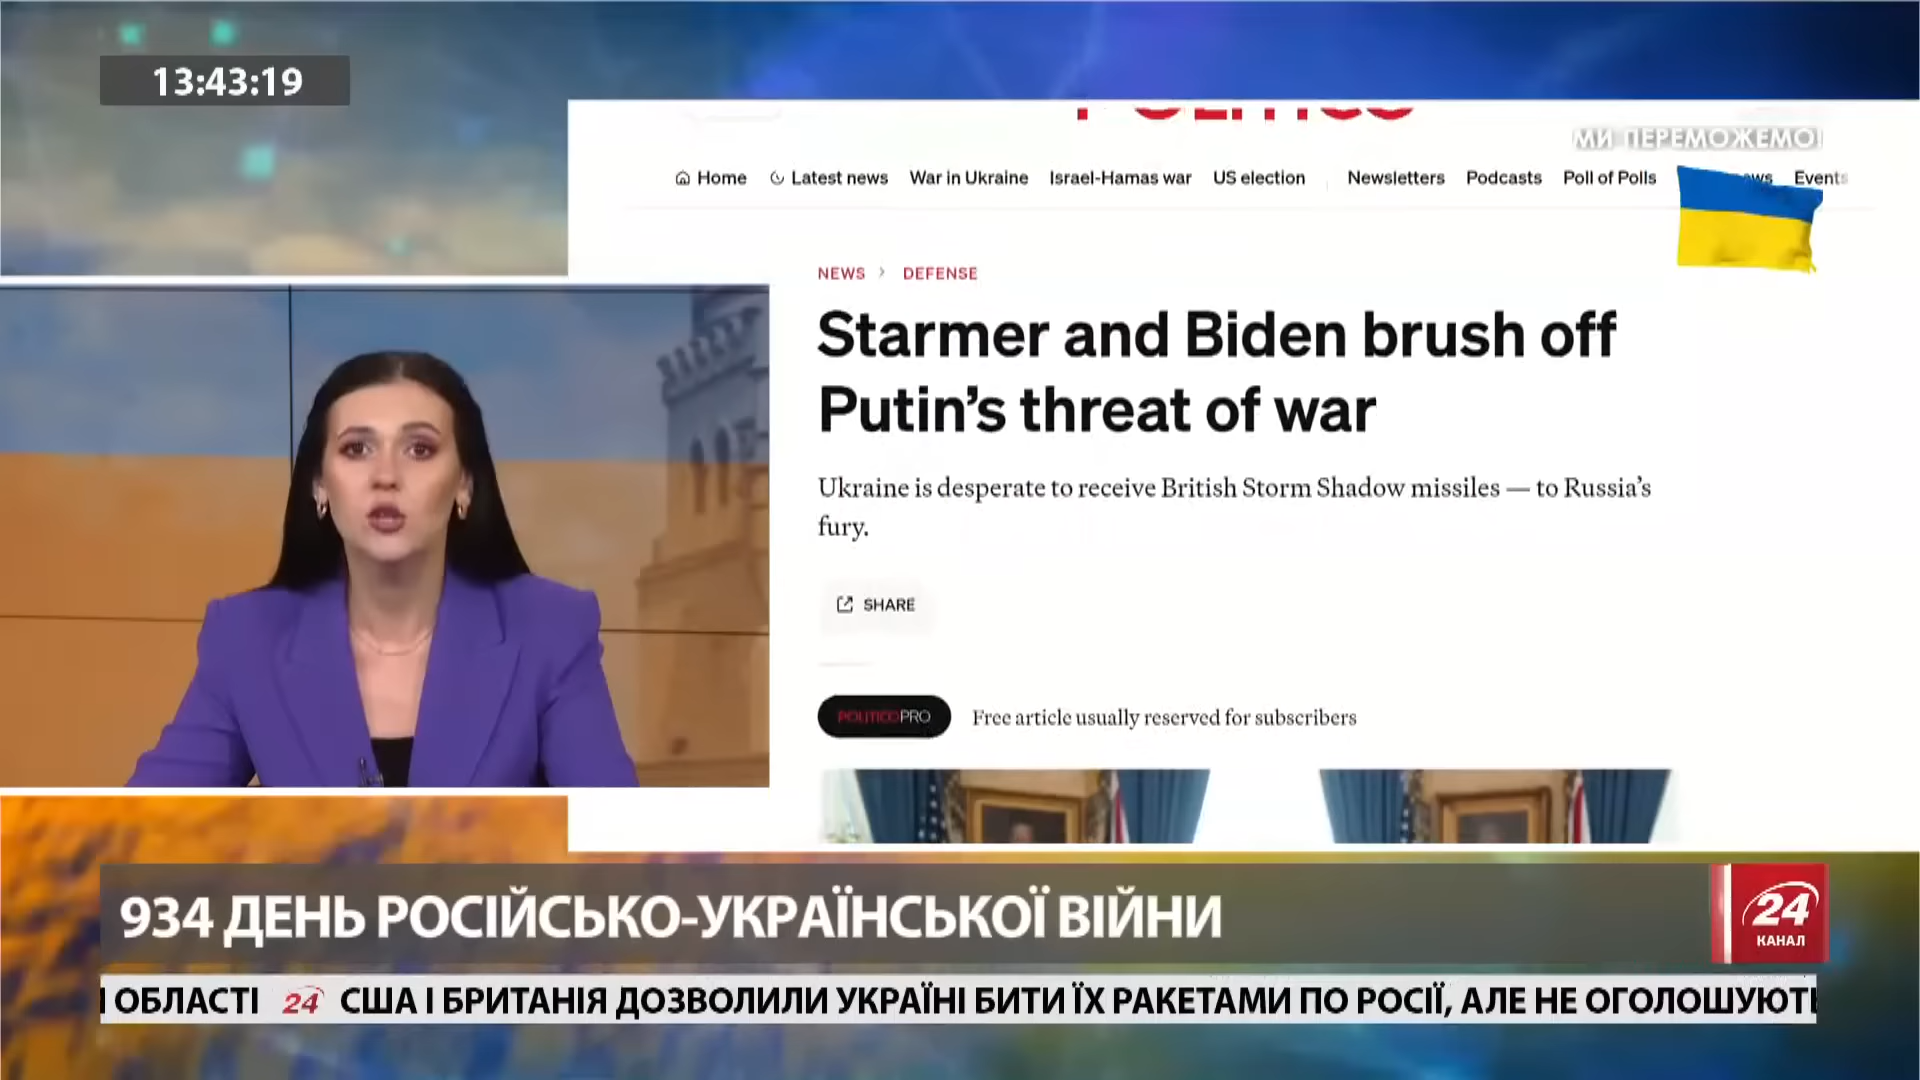 13:43:19
POLITICO
МИ ПЕРЕМОЖЕМО!
Home Latest news War in Ukraine Israel-Hamas war US election Newsletters Podcasts Poll of Polls Events
NEWS > DEFENSE
Starmer and Biden brush off
Putin’s threat of war
Ukraine is desperate to receive British Storm Shadow missiles — to Russia’s
fury.
SHARE
POLITICO PRO Free article usually reserved for subscribers
934 ДЕНЬ РОСІЙСЬКО-УКРАЇНСЬКОЇ ВІЙНИ
24
КАНАЛ
ОБЛАСТІ 24 США І БРИТАНІЯ ДОЗВОЛИЛИ УКРАЇНІ БИТИ ЇХ РАКЕТАМИ ПО РОСІЇ, АЛЕ НЕ ОГОЛОШУЮТЬ